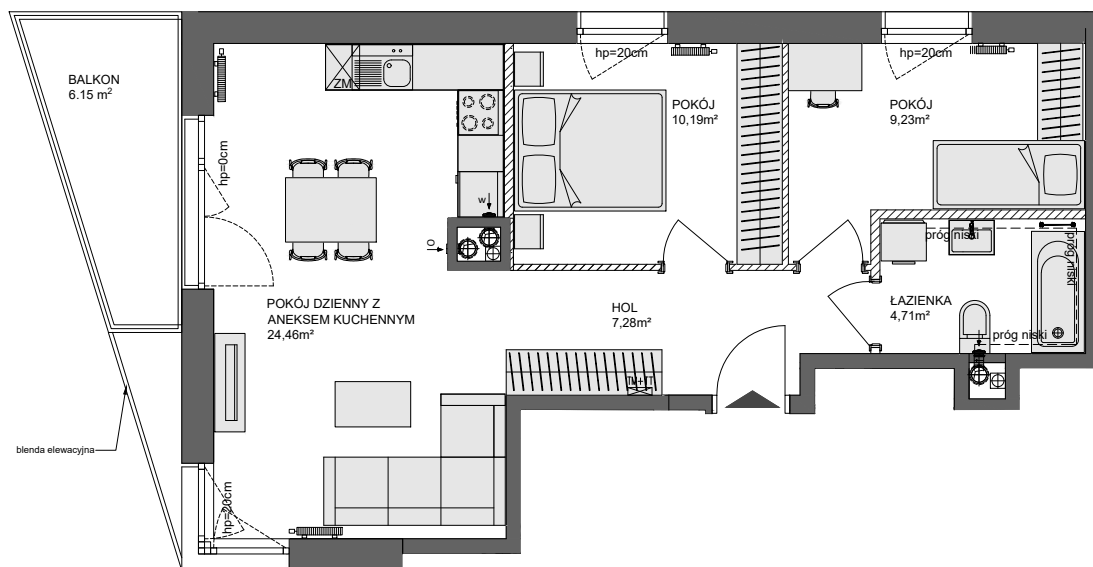 BALKON
6.15 m²
hp=20cm
hp=20cm
ZM
POKÓJ
10,19m²
POKÓJ
9,23m²
hp=0cm
w
O
próg niski
próg niski
POKÓJ DZIENNY Z
ANEKSEM KUCHENNYM
24,46m²
HOL
7,28m²
ŁAZIENKA
4,71m²
próg niski
TV+TT
blenda elewacyjna
hp=20cm